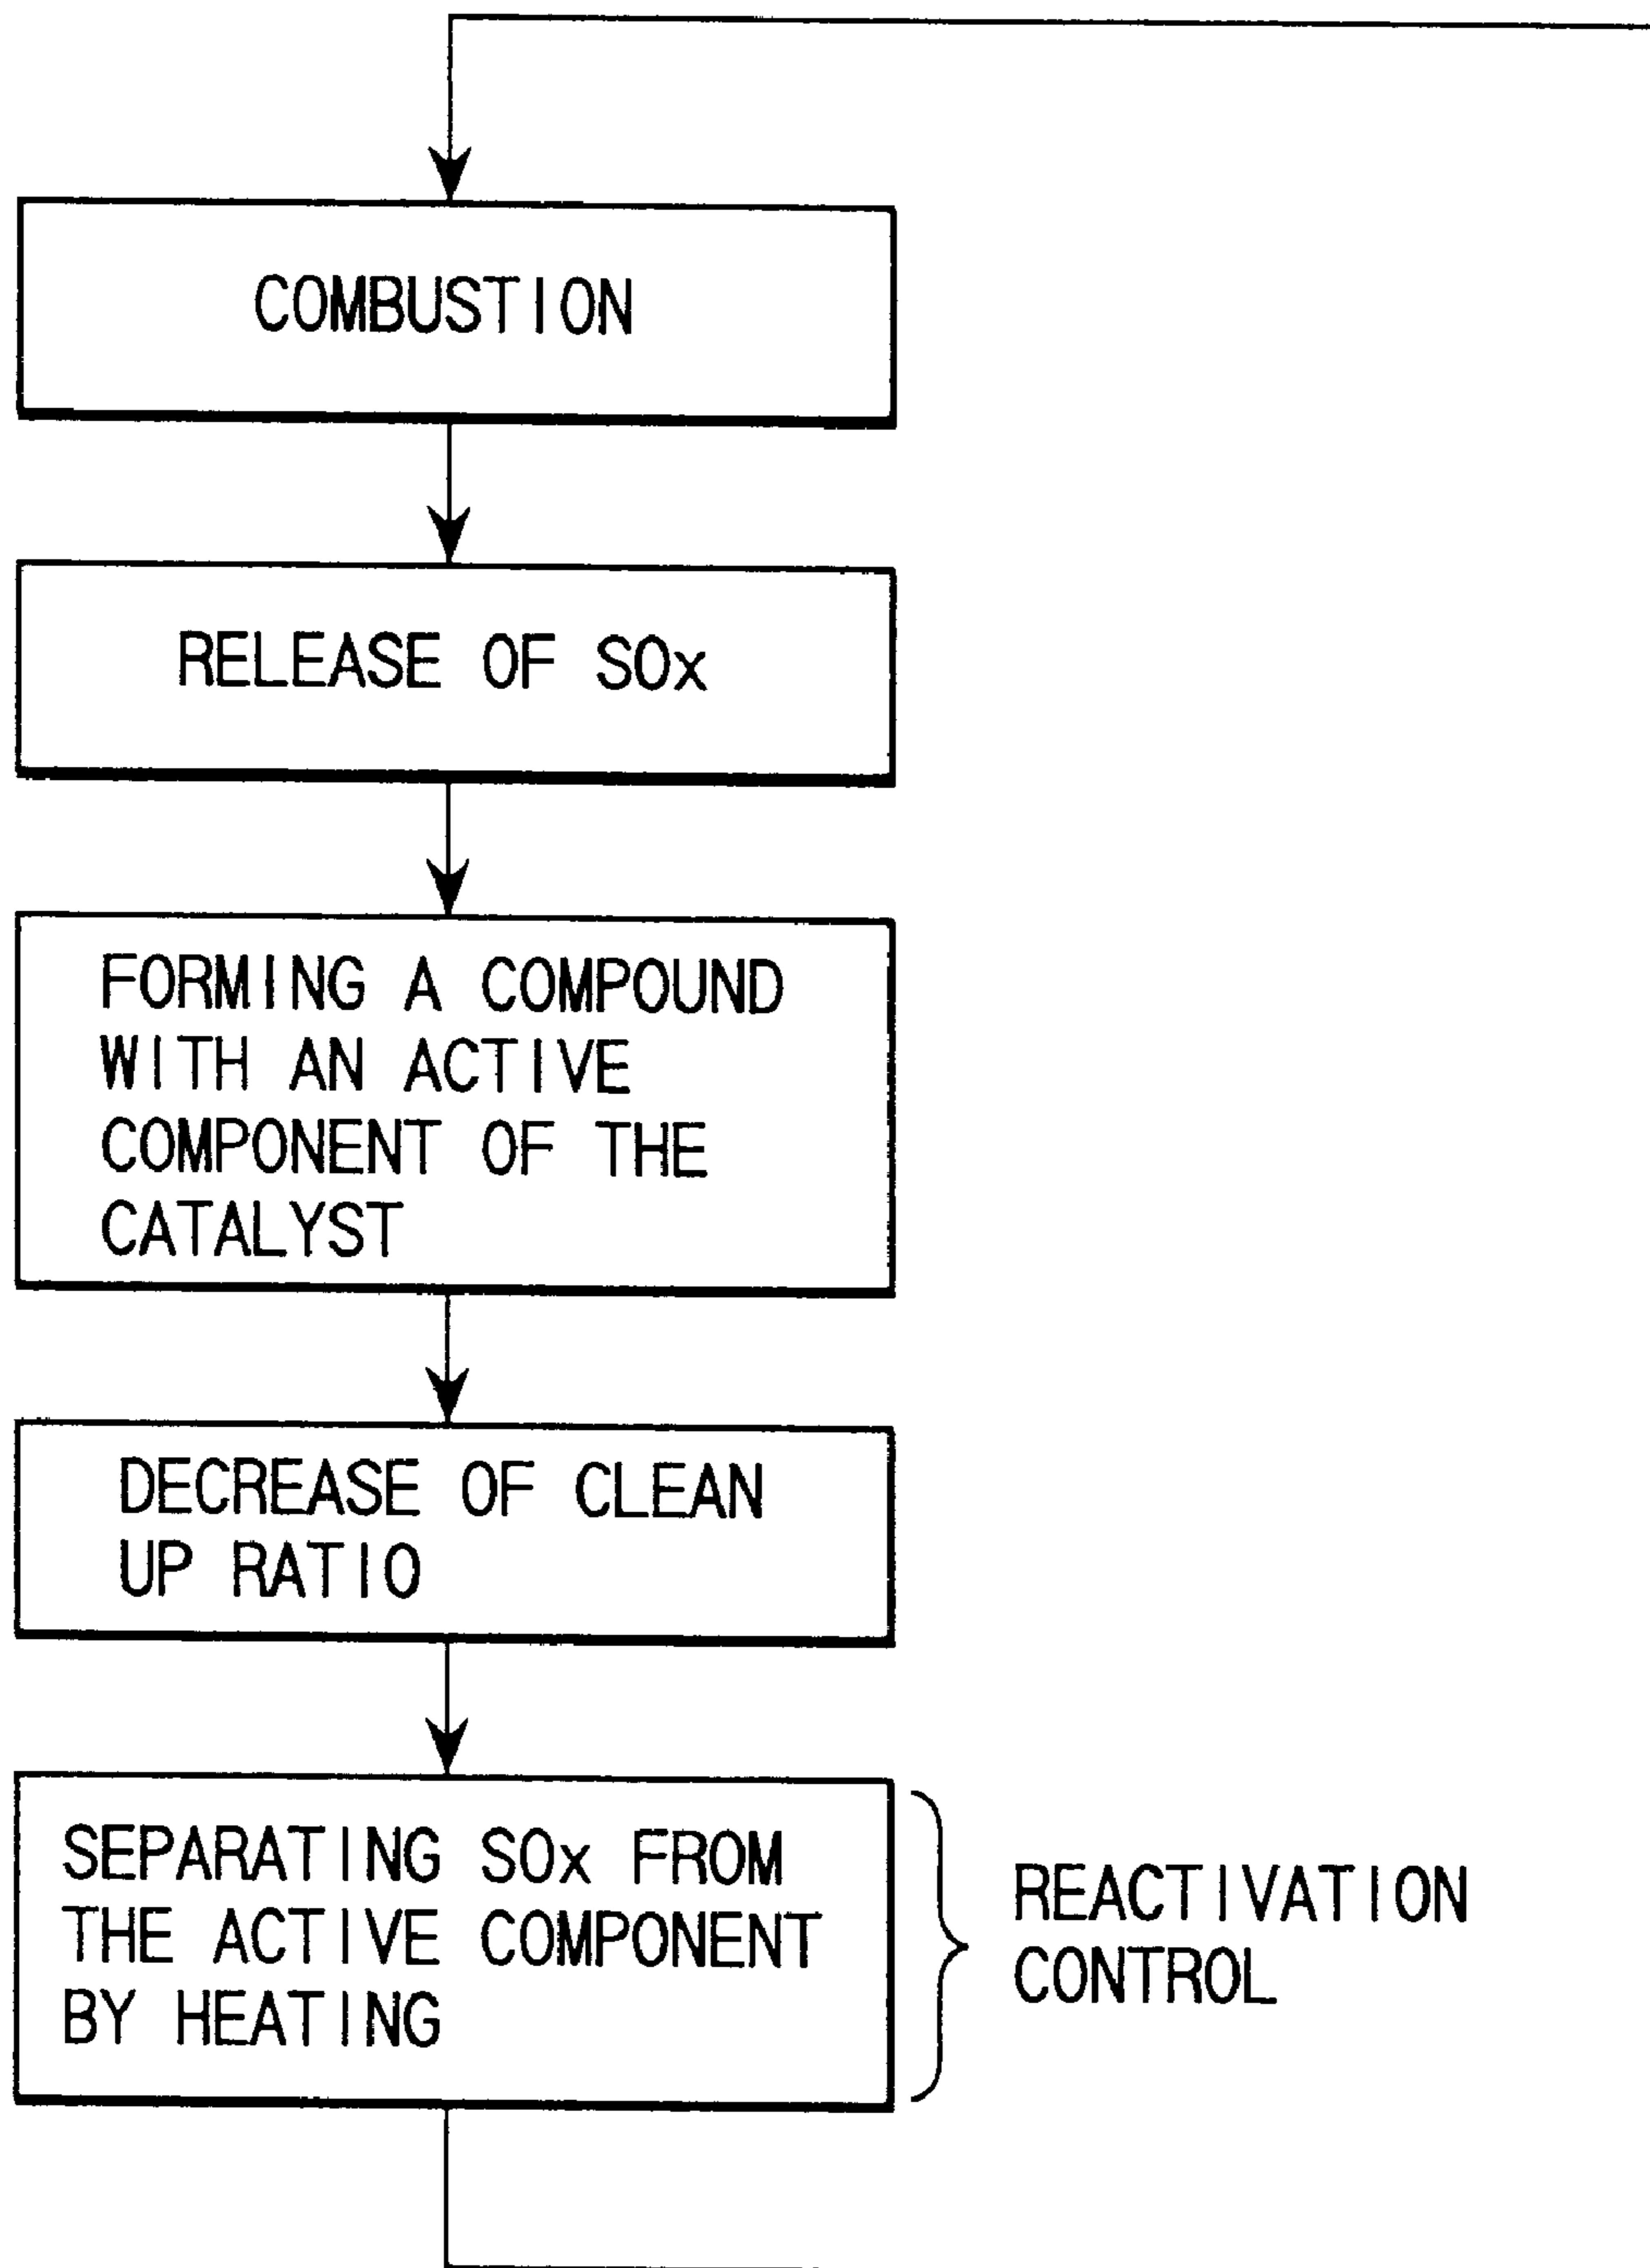 COMBUSTION
RELEASE OF SOx
FORMING A COMPOUND
WITH AN ACTIVE
COMPONENT OF THE
CATALYST
DECREASE OF CLEAN
UP RATIO
SEPARATING SOx FROM
THE ACTIVE COMPONENT
BY HEATING
REACTIVATION
CONTROL